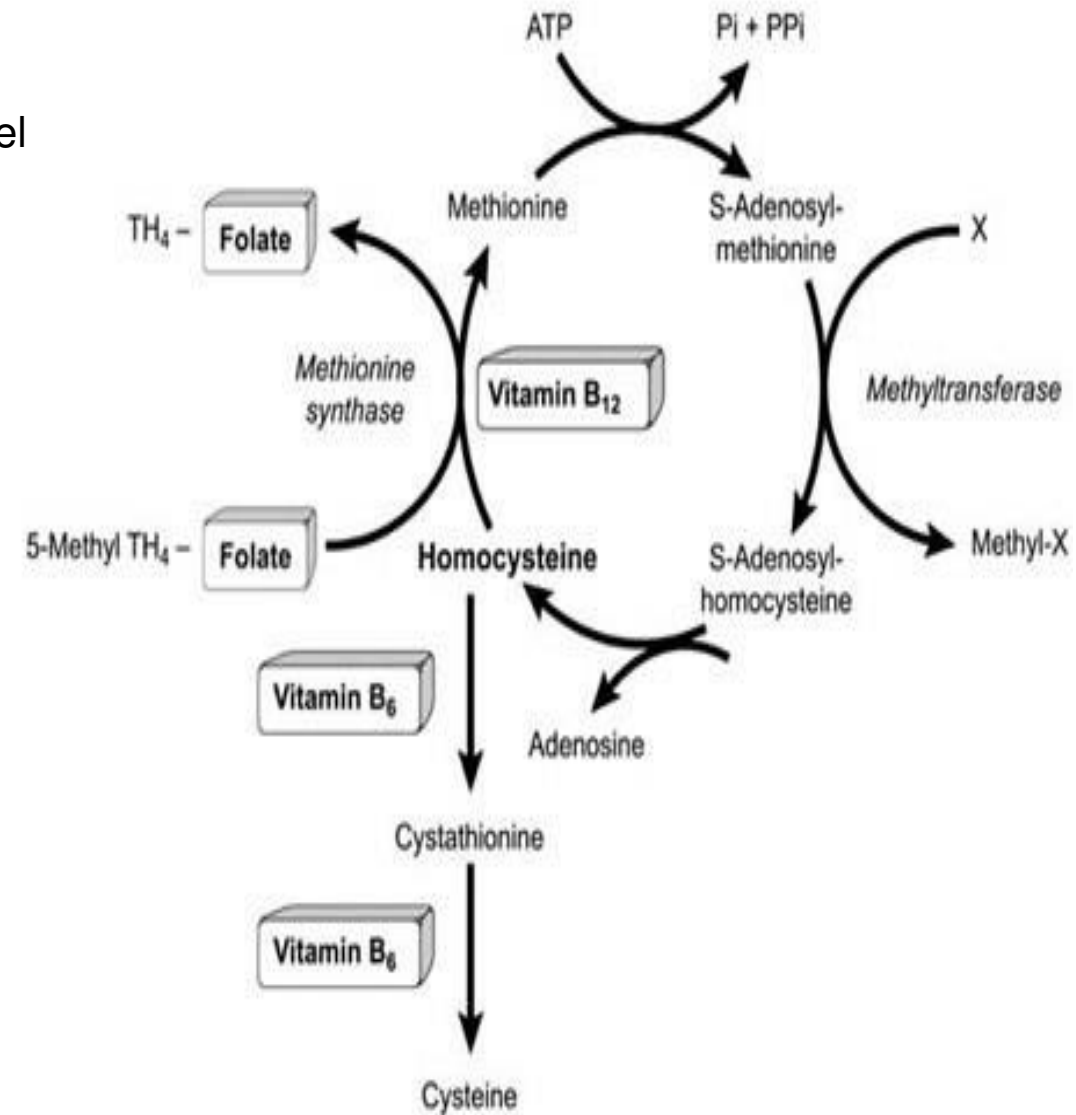 ATP
Pi + PPi
el
Methionine
S-Adenosyl-
methionine
TH₄ – Folate
X
Methionine
synthase
Vitamin B₁₂
Methyltransferase
5-Methyl TH₄ – Folate
Homocysteine
S-Adenosyl-
homocysteine
Methyl-X
Vitamin B₆
Adenosine
Cystathionine
Vitamin B₆
Cysteine